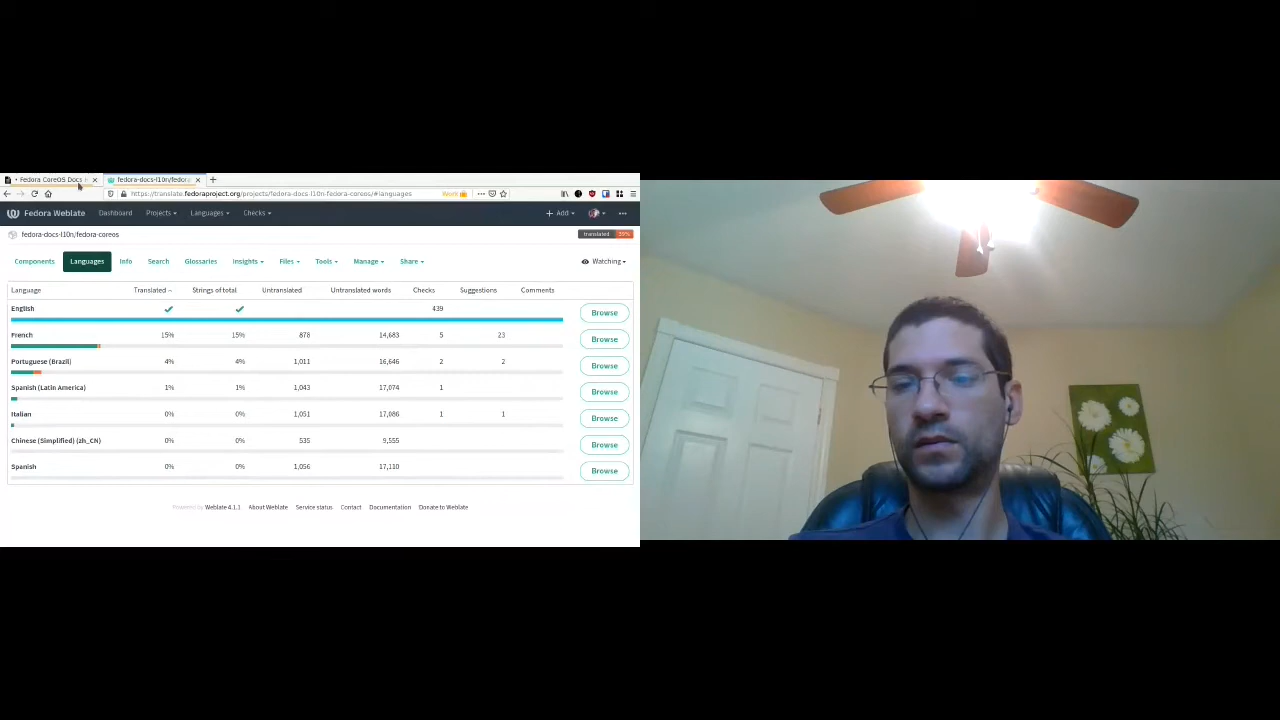 Fedora CoreOS Docs
fedora-docs-l10n/fedora
https://translate.fedoraproject.org/projects/fedora-docs-l10n-fedora-coreos/#languages Work
Fedora Weblate Dashboard Projects Languages Checks + Add
fedora-docs-l10n/fedora-coreos translated
Components Languages Info Search Glossaries Insights Files Tools Manage Share Watching
Language Translated Strings of total Untranslated Untranslated words Checks Suggestions Comments
English 439 Browse
French 15% 15% 878 14,683 5 23 Browse
Portuguese (Brazil) 4% 4% 1,011 16,646 2 2 Browse
Spanish (Latin America) 1% 1% 1,043 17,074 1 Browse
Italian 0% 0% 1,051 17,086 1 1 Browse
Chinese (Simplified) (zh_CN) 0% 0% 535 9,555 Browse
Spanish 0% 0% 1,056 17,110 Browse
Powered by Weblate 4.1.1 About Weblate Service status Contact Documentation Donate to Weblate